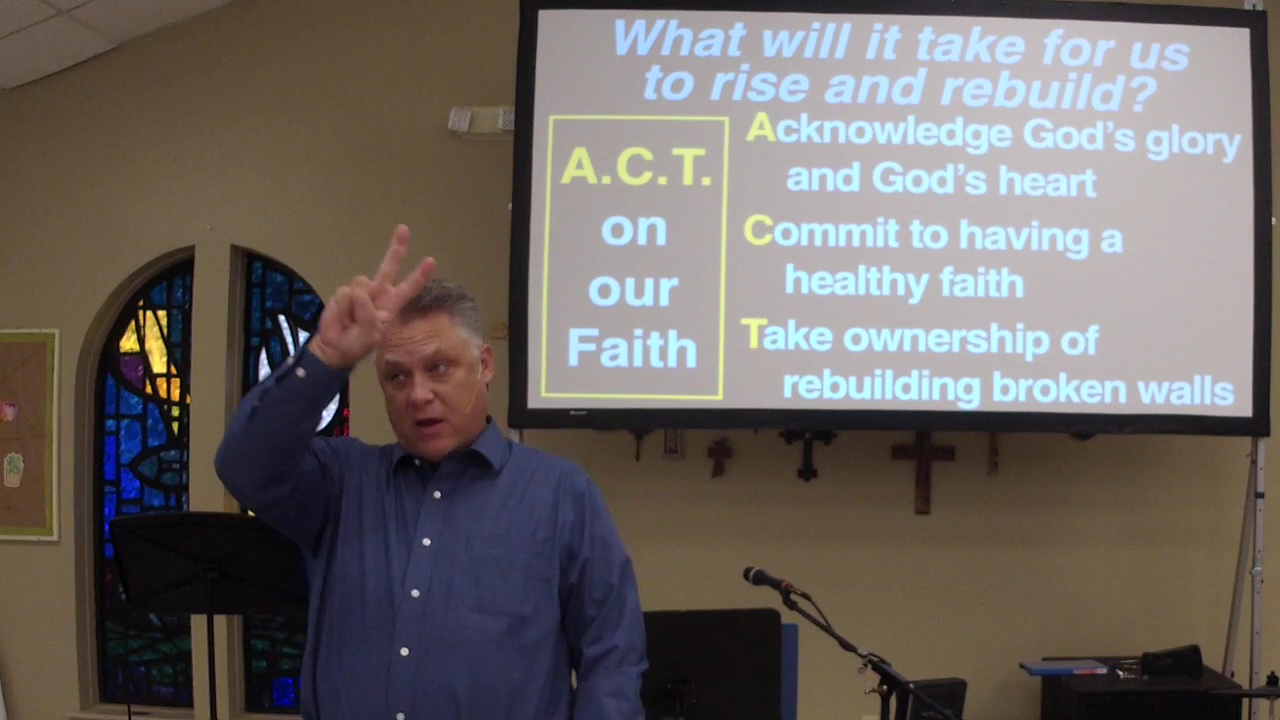 What will it take for us
to rise and rebuild?
A.C.T.
on
our
Faith
Acknowledge God's glory
and God's heart
Commit to having a
healthy faith
Take ownership of
rebuilding broken walls